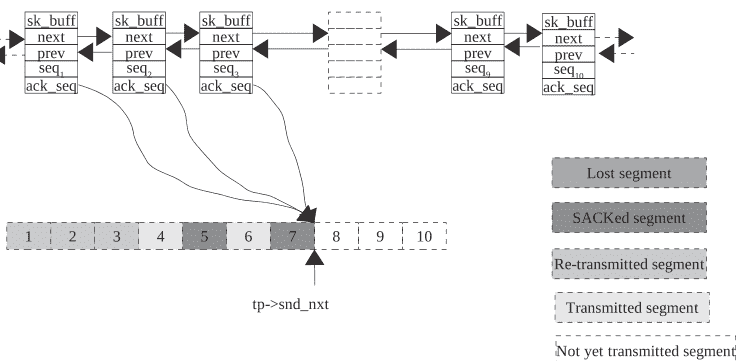 sk_buff sk_buff sk_buff sk_buff sk_buff
next next next next next
prev prev prev prev prev
seq1 seq2 seq3 seq9 seq10
ack_seq ack_seq ack_seq ack_seq ack_seq
Lost segment
SACKed segment
1 2 3 4 5 6 7 8 9 10
Re-transmitted segment
tp->snd_nxt
Transmitted segment
Not yet transmitted segment